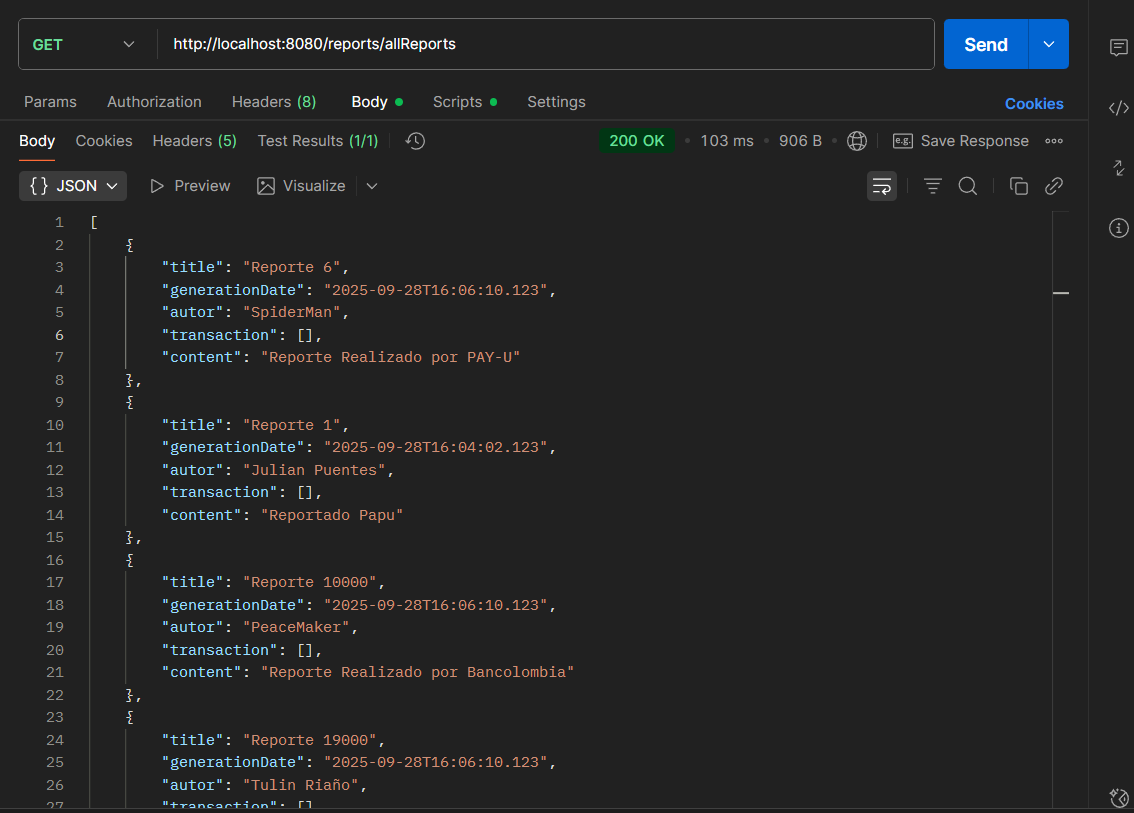 GET http://localhost:8080/reports/allReports Send
Params Authorization Headers (8) Body Scripts Settings Cookies
Body Cookies Headers (5) Test Results (1/1) 200 OK 103 ms 906 B e.g. Save Response
{} JSON Preview Visualize
1 [
2 {
3 "title": "Reporte 6",
4 "generationDate": "2025-09-28T16:06:10.123",
5 "autor": "SpiderMan",
6 "transaction": [],
7 "content": "Reporte Realizado por PAY-U"
8 },
9 {
10 "title": "Reporte 1",
11 "generationDate": "2025-09-28T16:04:02.123",
12 "autor": "Julian Puentes",
13 "transaction": [],
14 "content": "Reportado Papu"
15 },
16 {
17 "title": "Reporte 10000",
18 "generationDate": "2025-09-28T16:06:10.123",
19 "autor": "PeaceMaker",
20 "transaction": [],
21 "content": "Reporte Realizado por Bancolombia"
22 },
23 {
24 "title": "Reporte 19000",
25 "generationDate": "2025-09-28T16:06:10.123",
26 "autor": "Tulin Riaño",
27 "transaction": []